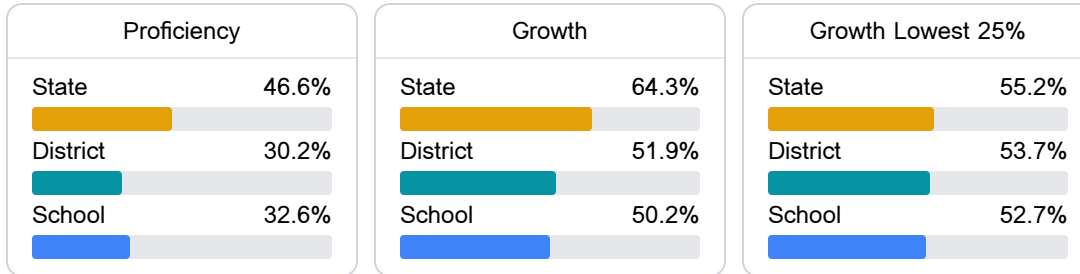 Proficiency
State 46.6%
District 30.2%
School 32.6%
Growth
State 64.3%
District 51.9%
School 50.2%
Growth Lowest 25%
State 55.2%
District 53.7%
School 52.7%